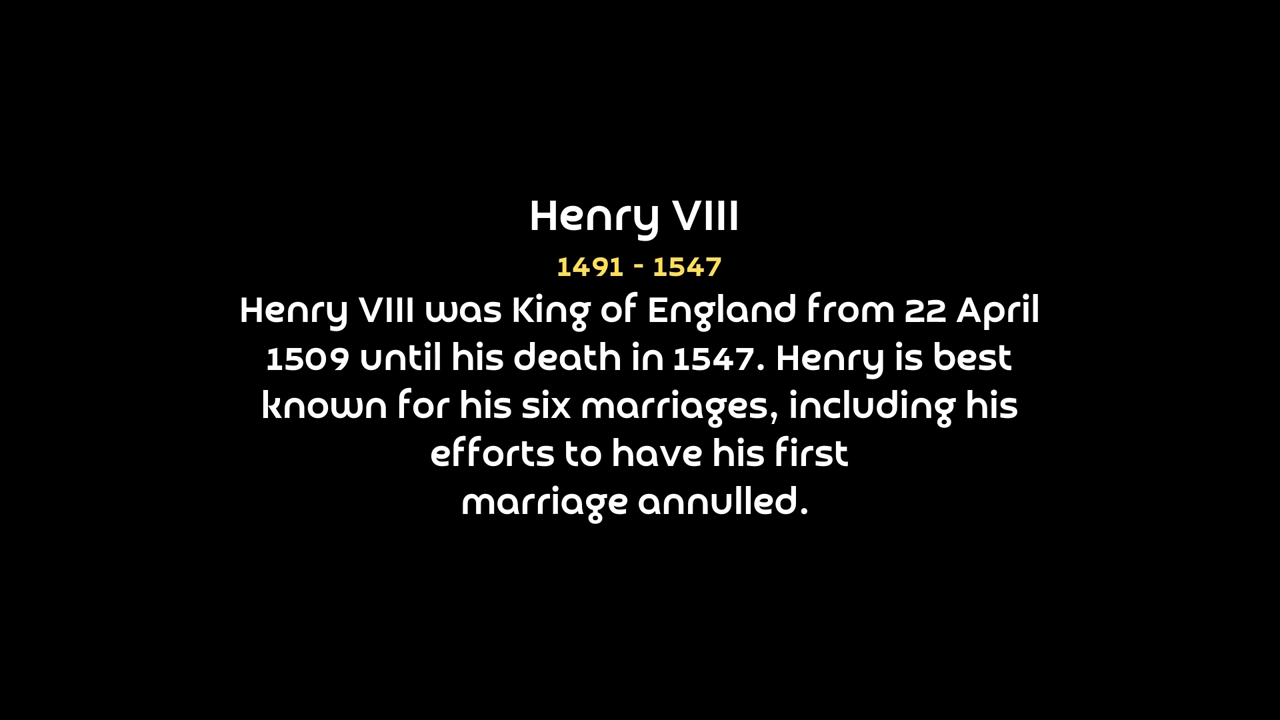 Henry VIII
1491 - 1547
Henry VIII was King of England from 22 April
1509 until his death in 1547. Henry is best
known for his six marriages, including his
efforts to have his first
marriage annulled.